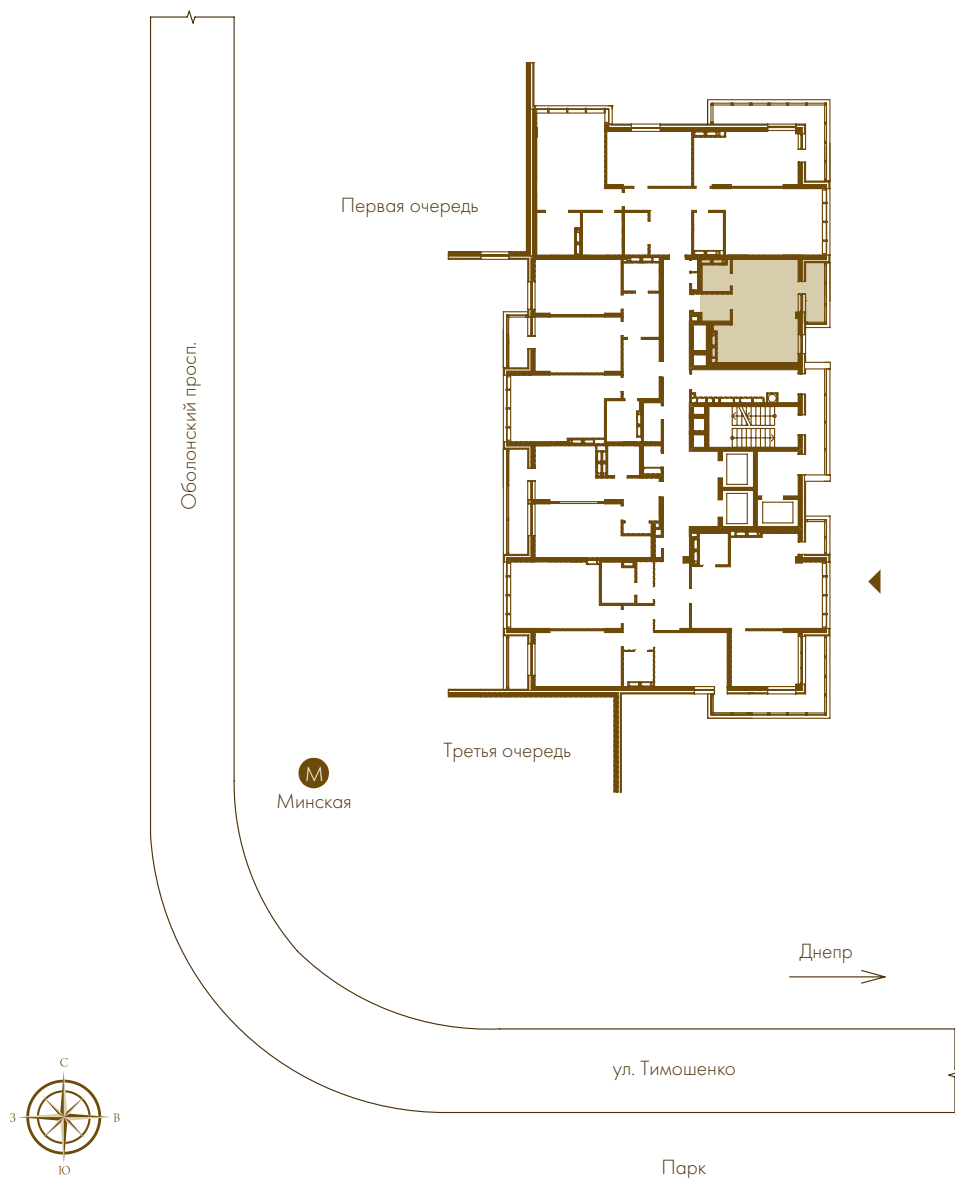 Первая очередь
Оболонский просп.
Третья очередь
М
Минская
Днепр
ул. Тимошенко
С
З
В
Ю
Парк